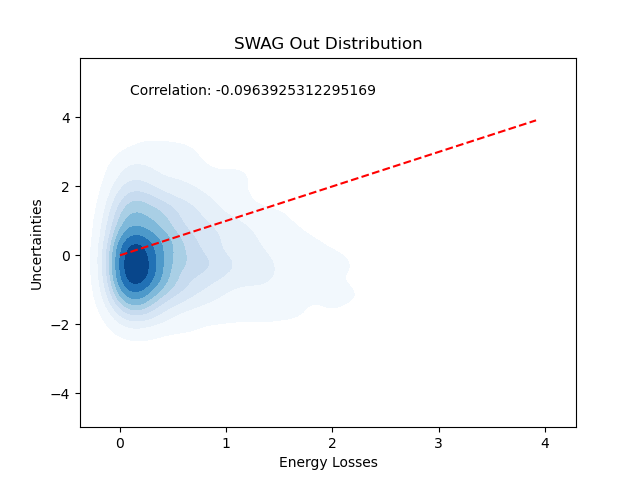 SWAG Out Distribution
Correlation: -0.0963925312295169
4
2
0
−2
−4
Uncertainties
0 1 2 3 4
Energy Losses